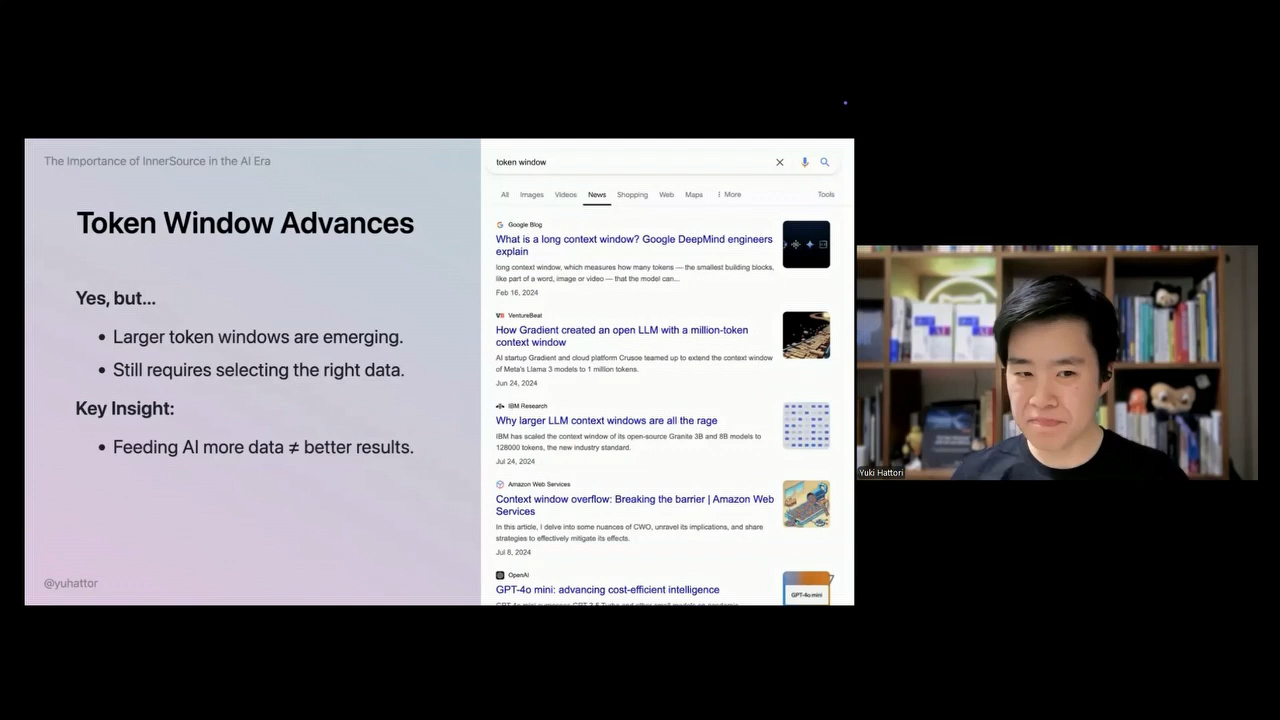 The Importance of InnerSource in the AI Era
Token Window Advances
Yes, but...
• Larger token windows are emerging.
• Still requires selecting the right data.
Key Insight:
• Feeding AI more data ≠ better results.
@yuhattor
token window
All Images Videos News Shopping Web Maps More Tools
Google Blog
What is a long context window? Google DeepMind engineers
explain
long context window, which measures how many tokens — the smallest building blocks,
like part of a word, image or video — that the model can...
Feb 16, 2024
VentureBeat
How Gradient created an open LLM with a million-token
context window
AI startup Gradient and cloud platform Crusoe teamed up to extend the context window
of Meta's Llama 3 models to 1 million tokens.
Jun 24, 2024
IBM Research
Why larger LLM context windows are all the rage
IBM has scaled the context window of its open-source Granite 3B and 8B models to
128000 tokens, the new industry standard.
Jul 24, 2024
Amazon Web Services
Context window overflow: Breaking the barrier | Amazon Web
Services
In this article, I delve into some nuances of CWO, unravel its implications, and share
strategies to effectively mitigate its effects.
Jul 8, 2024
OpenAI
GPT-4o mini: advancing cost-efficient intelligence
GPT-4o mini
7
Yuki Hattori